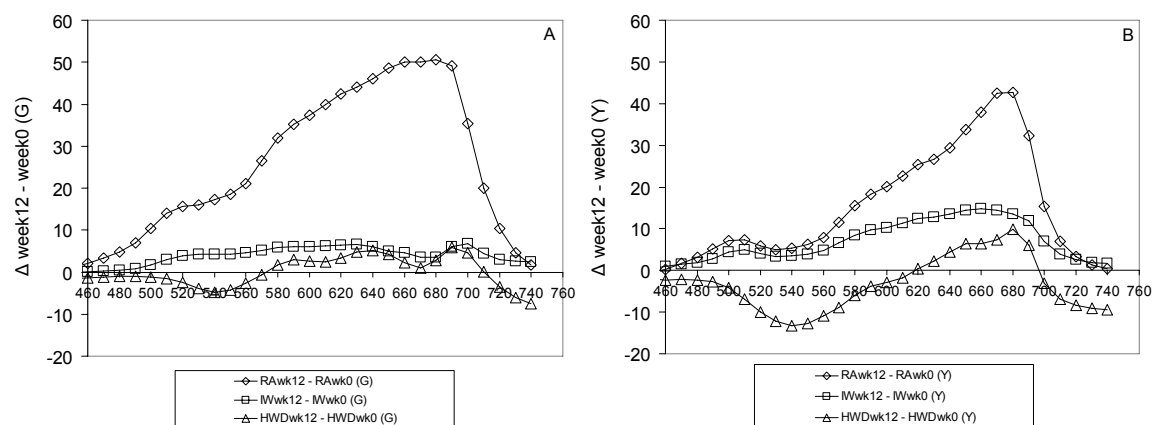 A
Δ week12 - week0 (G)
60
50
40
30
20
10
0
-10
-20
460 480 500 520 540 560 580 600 620 640 660 680 700 720 740 760
RAwk12 - RAwk0 (G)
IWwk12 - IWwk0 (G)
HWDwk12 - HWDwk0 (G)
B
Δ week12 - week0 (Y)
60
50
40
30
20
10
0
-10
-20
460 480 500 520 540 560 580 600 620 640 660 680 700 720 740 760
RAwk12 - RAwk0 (Y)
IWwk12 - IWwk0 (Y)
HWDwk12 - HWDwk0 (Y)